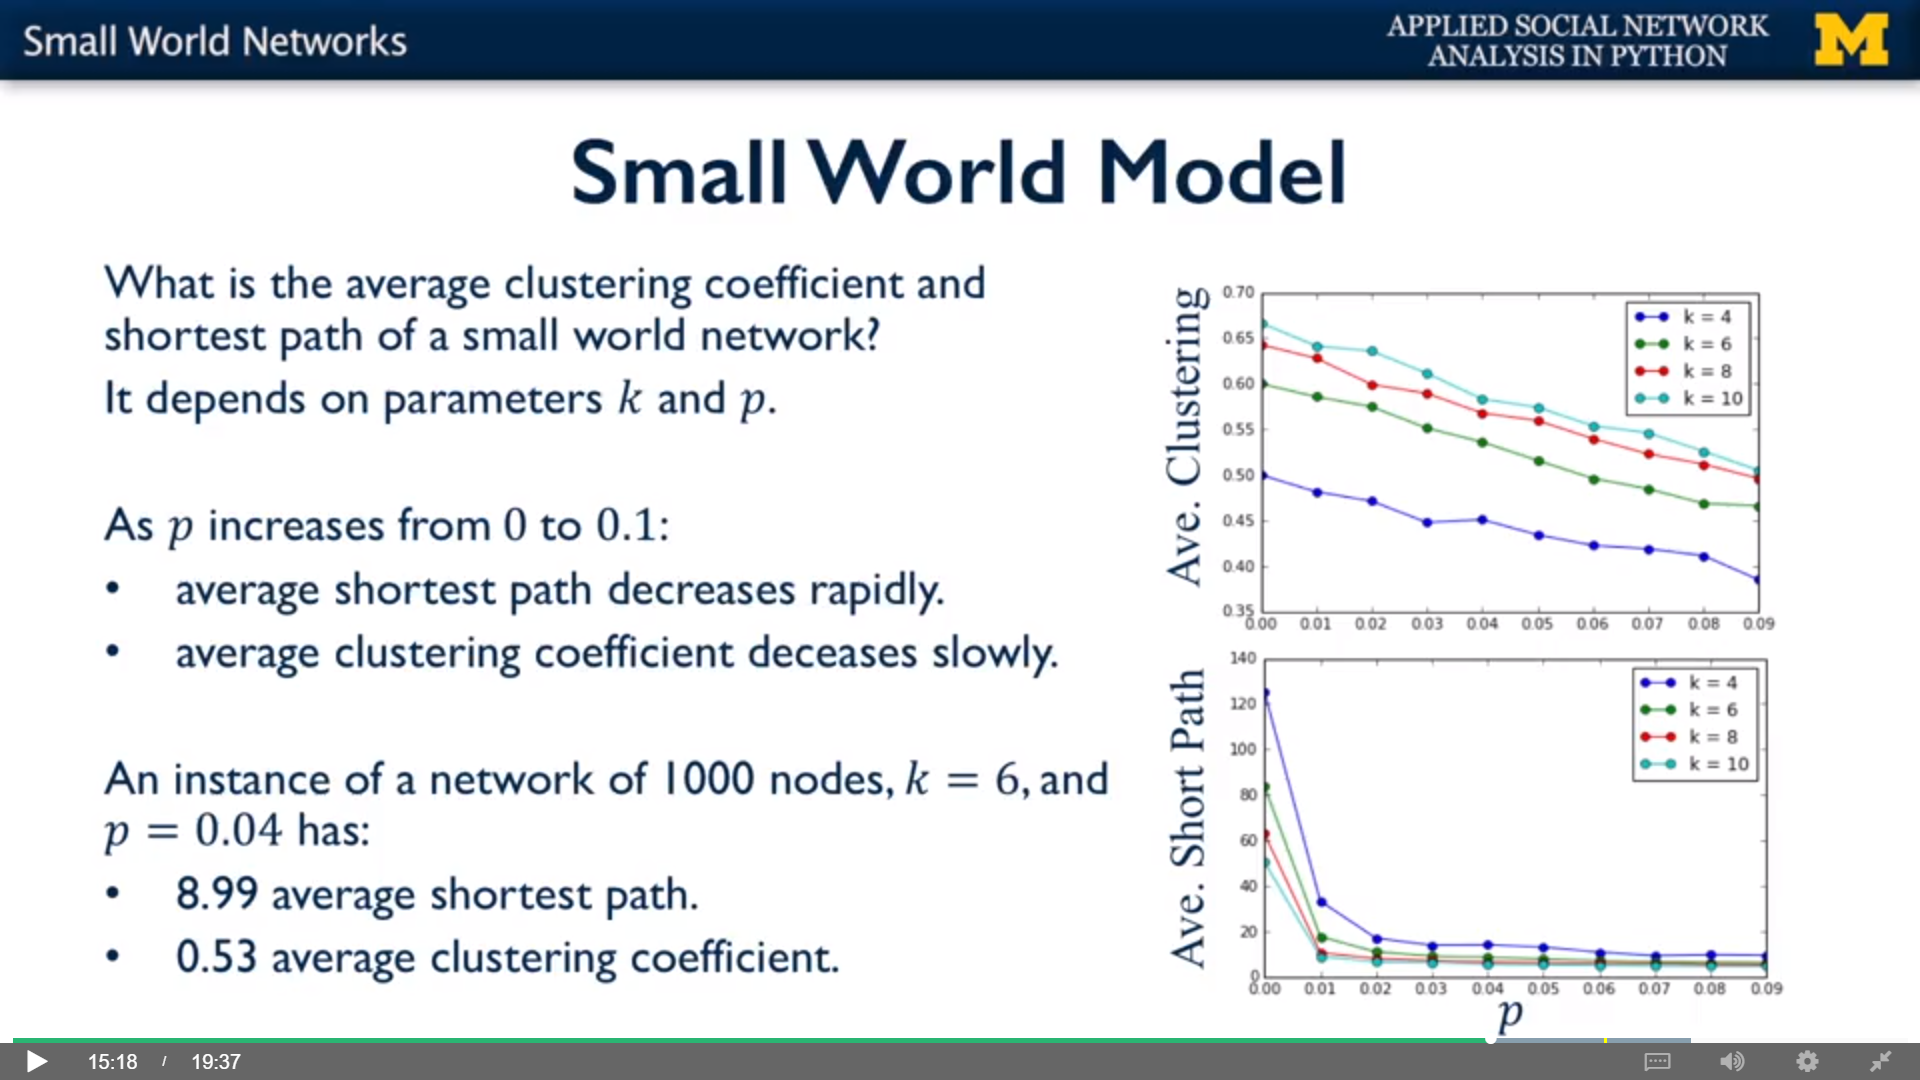 Small World Networks
APPLIED SOCIAL NETWORK
ANALYSIS IN PYTHON
M
Small World Model
What is the average clustering coefficient and
shortest path of a small world network?
It depends on parameters k and p.
As p increases from 0 to 0.1:
• average shortest path decreases rapidly.
• average clustering coefficient deceases slowly.
An instance of a network of 1000 nodes, k = 6, and
p = 0.04 has:
• 8.99 average shortest path.
• 0.53 average clustering coefficient.
Ave. Clustering
0.70
0.65
0.60
0.55
0.50
0.45
0.40
0.35
0.00 0.01 0.02 0.03 0.04 0.05 0.06 0.07 0.08 0.09
k = 4
k = 6
k = 8
k = 10
Ave. Short Path
140
120
100
80
60
40
20
0
0.00 0.01 0.02 0.03 0.04 0.05 0.06 0.07 0.08 0.09
k = 4
k = 6
k = 8
k = 10
p
15:18 / 19:37